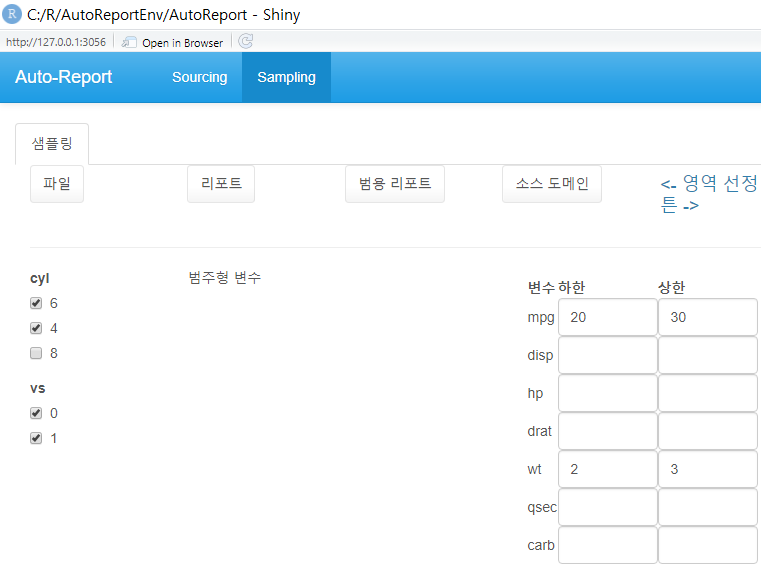 C:/R/AutoReportEnv/AutoReport - Shiny
http://127.0.0.1:3056 Open in Browser
Auto-Report Sourcing Sampling
샘플링
파일 리포트 범용 리포트 소스 도메인 <- 영역 선정
튼 ->
cyl 범주형 변수
6
4
8
vs
0
1
변수 하한 상한
mpg 20 30
disp
hp
drat
wt 2 3
qsec
carb